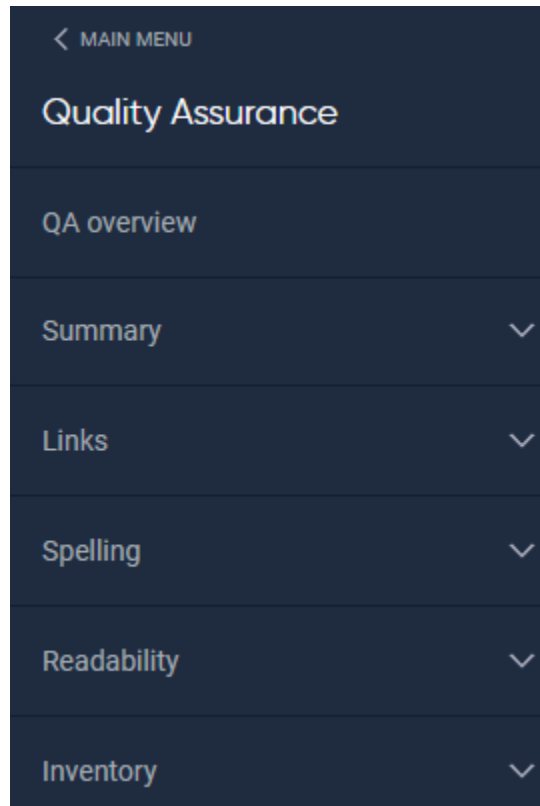 MAIN MENU
Quality Assurance
QA overview
Summary
Links
Spelling
Readability
Inventory